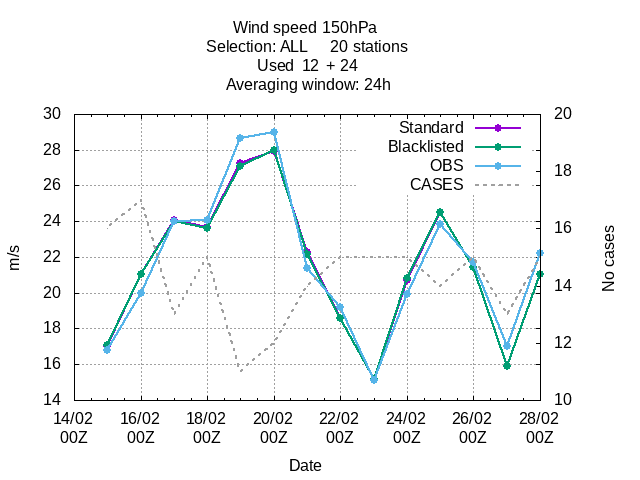 Wind speed 150hPa
Selection: ALL 20 stations
Used 12 + 24
Averaging window: 24h
30 20
28 18
26
24 16
22
20 14
18
16 12
14 10
Standard
Blacklisted
OBS
CASES
m/s
No cases
14/02 16/02 18/02 20/02 22/02 24/02 26/02 28/02
00Z 00Z 00Z 00Z 00Z 00Z 00Z 00Z
Date